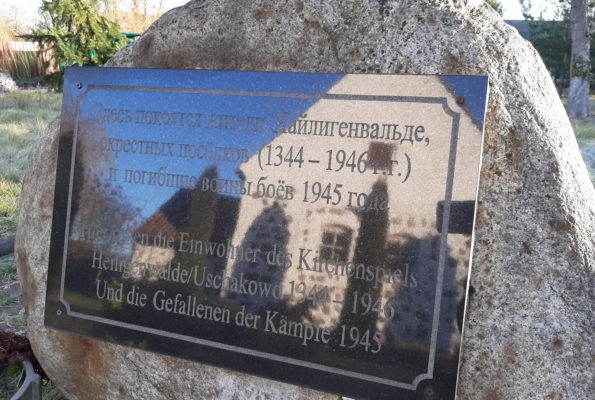 Здесь покоятся жители Хайлигенвальде,
окрестных посёлков (1344 – 1946 г.г.)
и погибшие воины боёв 1945 года.
Hier ruhen die Einwohner des Kirchenspiels
Heiligenwalde/Uschakowo 1344 – 1946
Und die Gefallenen der Kämpfe 1945